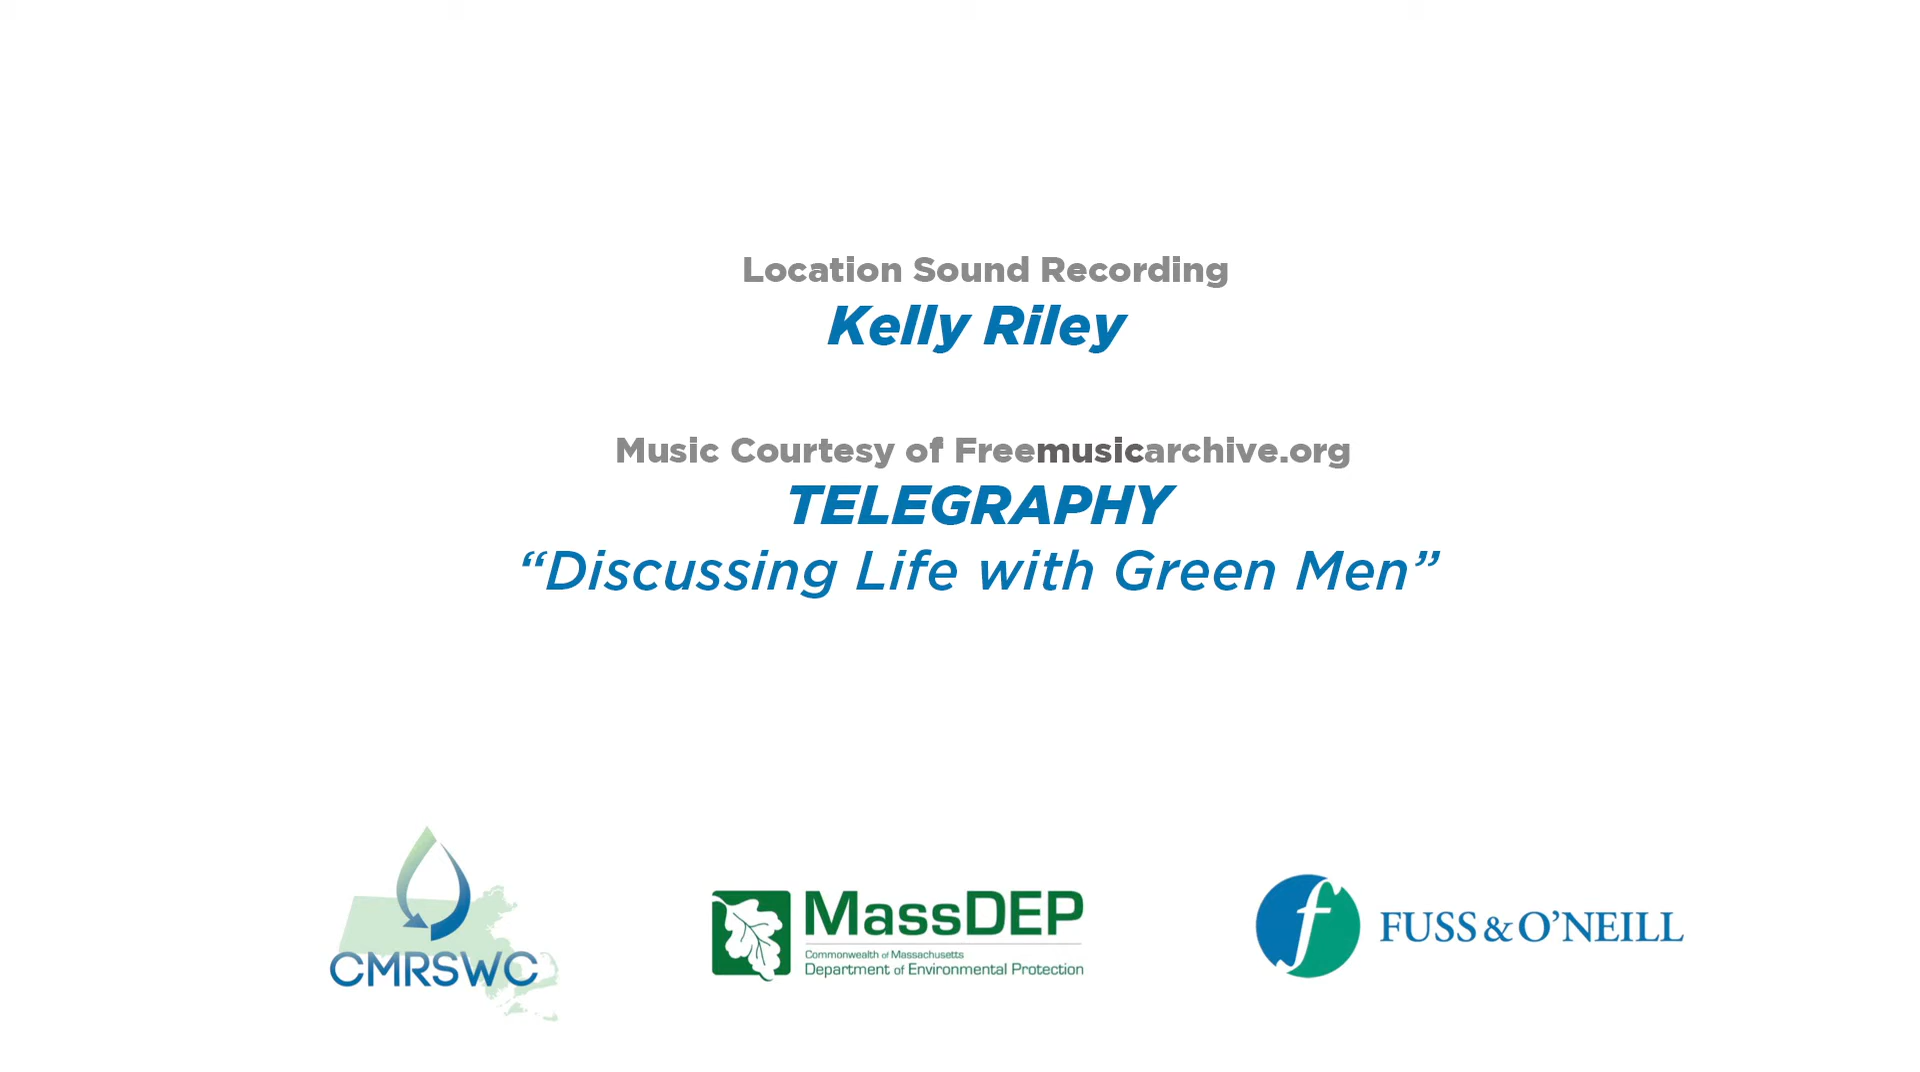 Location Sound Recording
Kelly Riley
Music Courtesy of Freemusicarchive.org
TELEGRAPHY
“Discussing Life with Green Men”
CMRSWC
MassDEP
Commonwealth of Massachusetts
Department of Environmental Protection
f
FUSS & O’NEILL